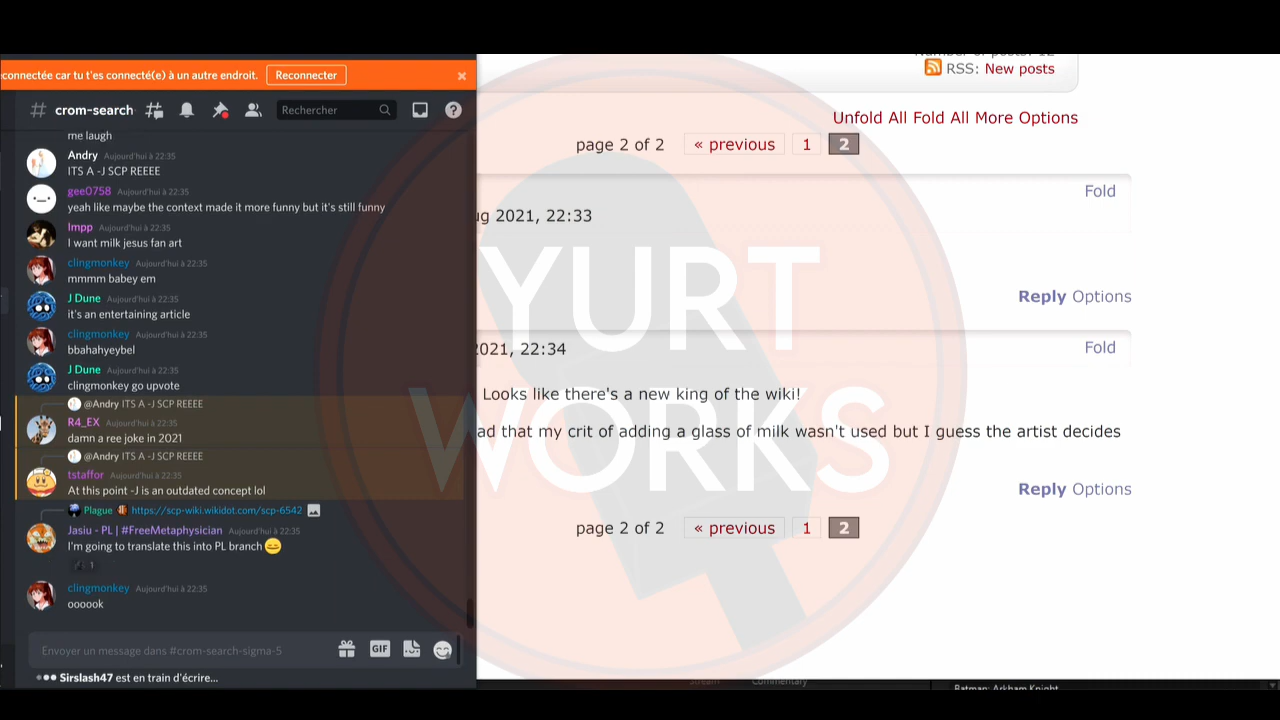 connectée car tu t'es connecté(e) à un autre endroit. Reconnecter
# crom-search
Rechercher
me laugh
Andry Aujourd'hui à 22:35
ITS A -J SCP REEEE
gee0758 Aujourd'hui à 22:35
yeah like maybe the context made it more funny but it's still funny
Impp Aujourd'hui à 22:35
I want milk jesus fan art
clingmonkey Aujourd'hui à 22:35
mmmm babey em
J Dune Aujourd'hui à 22:35
it's an entertaining article
clingmonkey Aujourd'hui à 22:35
bbahahyeybel
J Dune Aujourd'hui à 22:35
clingmonkey go upvote
@Andry ITS A -J SCP REEEE
R4_EX Aujourd'hui à 22:35
damn a ree joke in 2021
@Andry ITS A -J SCP REEEE
tstaffor Aujourd'hui à 22:35
At this point -J is an outdated concept lol
Plague https://scp-wiki.wikidot.com/scp-6542
Jasiu - PL | #FreeMetaphysician Aujourd'hui à 22:35
I'm going to translate this into PL branch
1
clingmonkey Aujourd'hui à 22:35
oooook
Envoyer un message dans #crom-search-sigma-5
GIF
Sirslash47 est en train d'écrire...
Number of posts: 12
RSS: New posts
Unfold All Fold All More Options
page 2 of 2 « previous 1 2
Fold
ug 2021, 22:33
Reply Options
Fold
2021, 22:34
Looks like there's a new king of the wiki!
ad that my crit of adding a glass of milk wasn't used but I guess the artist decides
Reply Options
page 2 of 2 « previous 1 2
YURT
WORKS
Stream Commentary
Batman: Arkham Knight